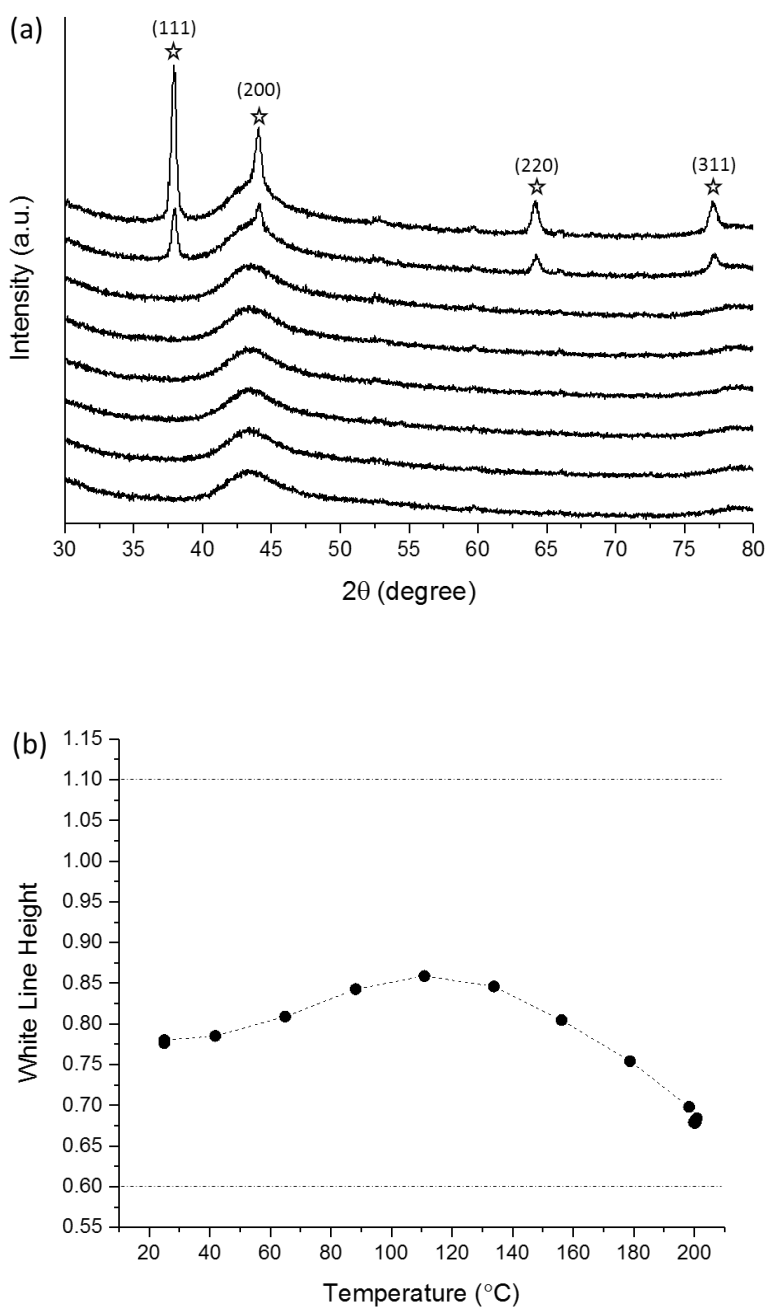 (a)
(111)
(200)
(220)
(311)
Intensity (a.u.)
30 35 40 45 50 55 60 65 70 75 80
2θ (degree)
(b)
1.15
1.10
1.05
1.00
0.95
0.90
0.85
0.80
0.75
0.70
0.65
0.60
0.55
White Line Height
20 40 60 80 100 120 140 160 180 200
Temperature (°C)